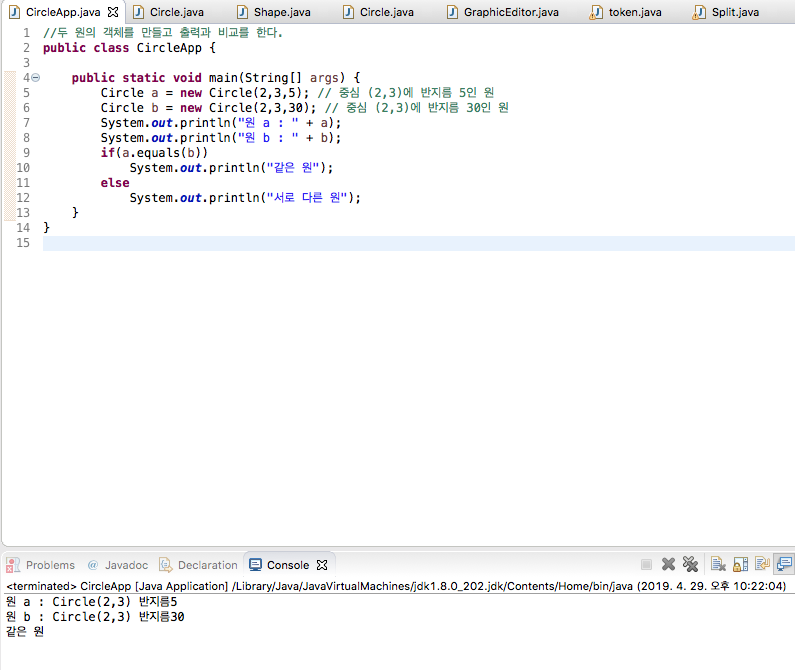 CircleApp.java Circle.java Shape.java Circle.java GraphicEditor.java token.java Split.java
1 //두 원의 객체를 만들고 출력과 비교를 한다.
2 public class CircleApp {
3
4 public static void main(String[] args) {
5 Circle a = new Circle(2,3,5); // 중심 (2,3)에 반지름 5인 원
6 Circle b = new Circle(2,3,30); // 중심 (2,3)에 반지름 30인 원
7 System.out.println("원 a : " + a);
8 System.out.println("원 b : " + b);
9 if(a.equals(b))
10 System.out.println("같은 원");
11 else
12 System.out.println("서로 다른 원");
13 }
14 }
15
Problems @ Javadoc Declaration Console
<terminated> CircleApp [Java Application] /Library/Java/JavaVirtualMachines/jdk1.8.0_202.jdk/Contents/Home/bin/java (2019. 4. 29. 오후 10:22:04)
원 a : Circle(2,3) 반지름5
원 b : Circle(2,3) 반지름30
같은 원